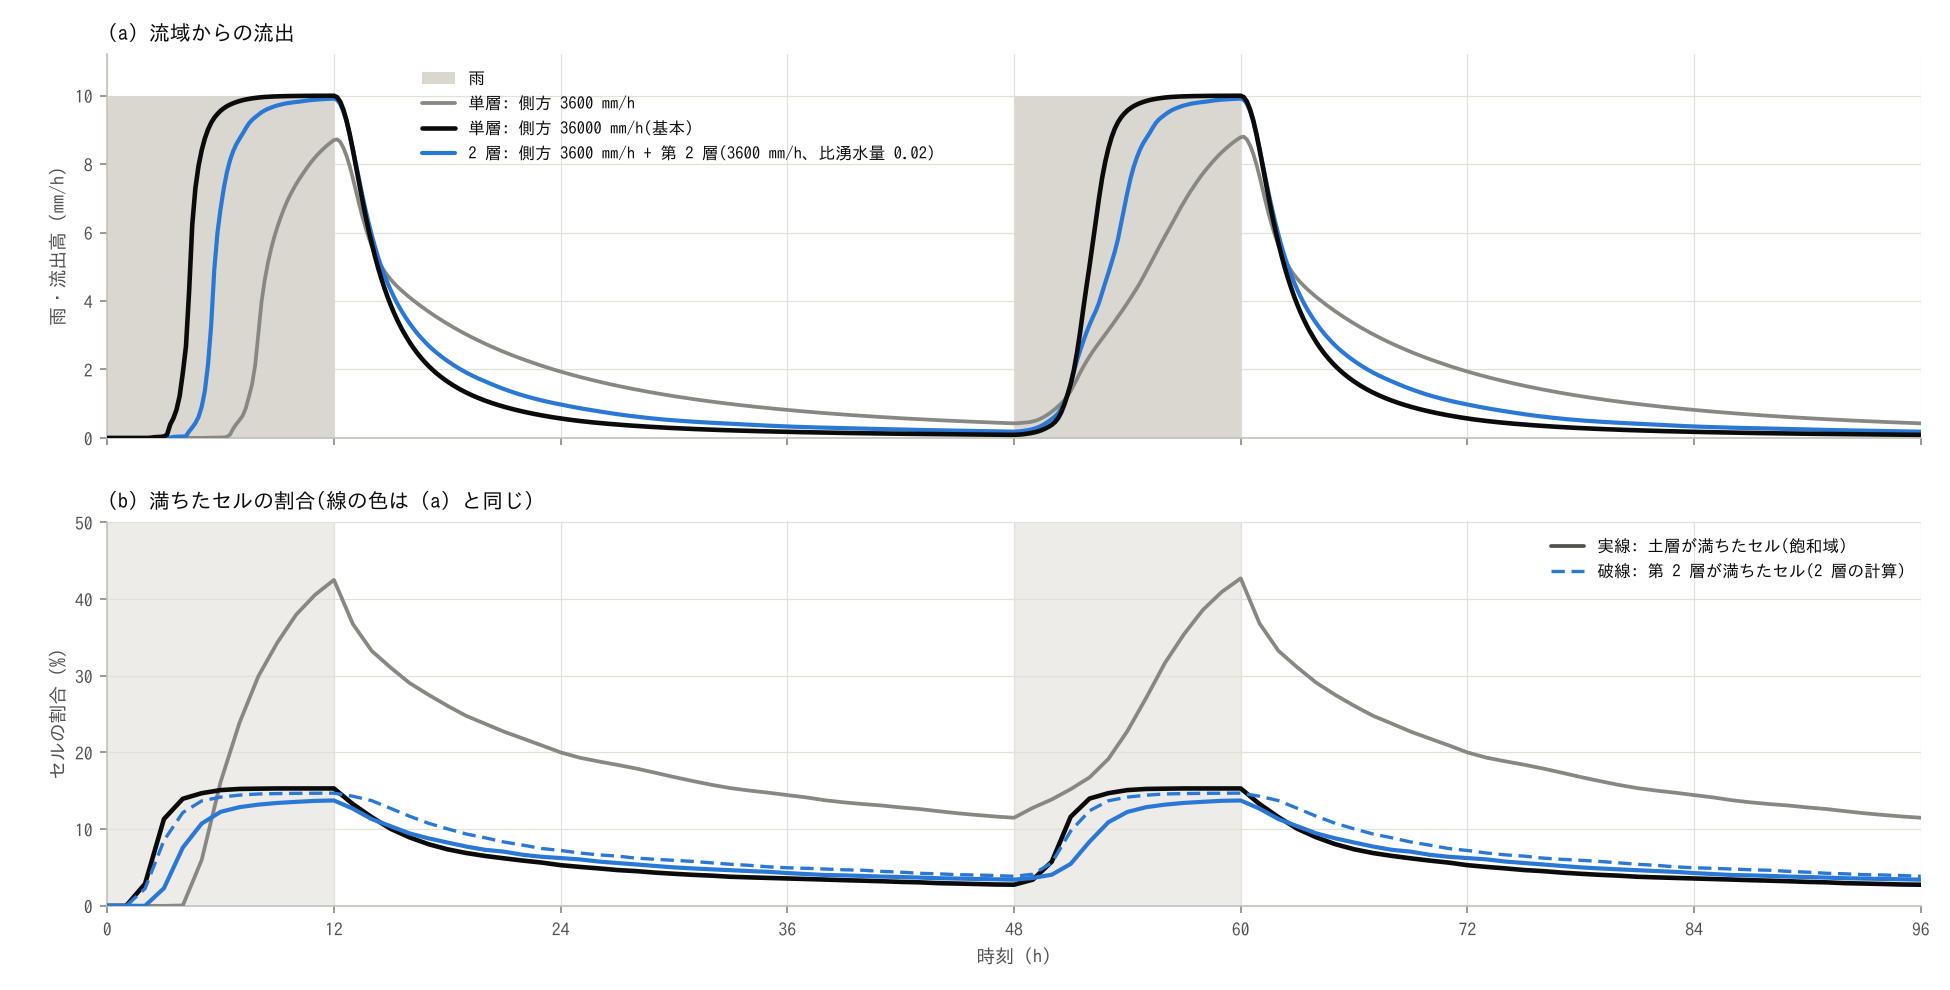 (a) 流域からの流出
雨
単層: 側方 3600 mm/h
単層: 側方 36000 mm/h(基本)
2 層: 側方 3600 mm/h + 第 2 層(3600 mm/h、比湧水量 0.02)
雨・流出高 (mm/h)
10
8
6
4
2
0
(b) 満ちたセルの割合(線の色は (a) と同じ)
実線: 土層が満ちたセル(飽和域)
破線: 第 2 層が満ちたセル(2 層の計算)
セルの割合 (%)
50
40
30
20
10
0
0 12 24 36 48 60 72 84 96
時刻 (h)